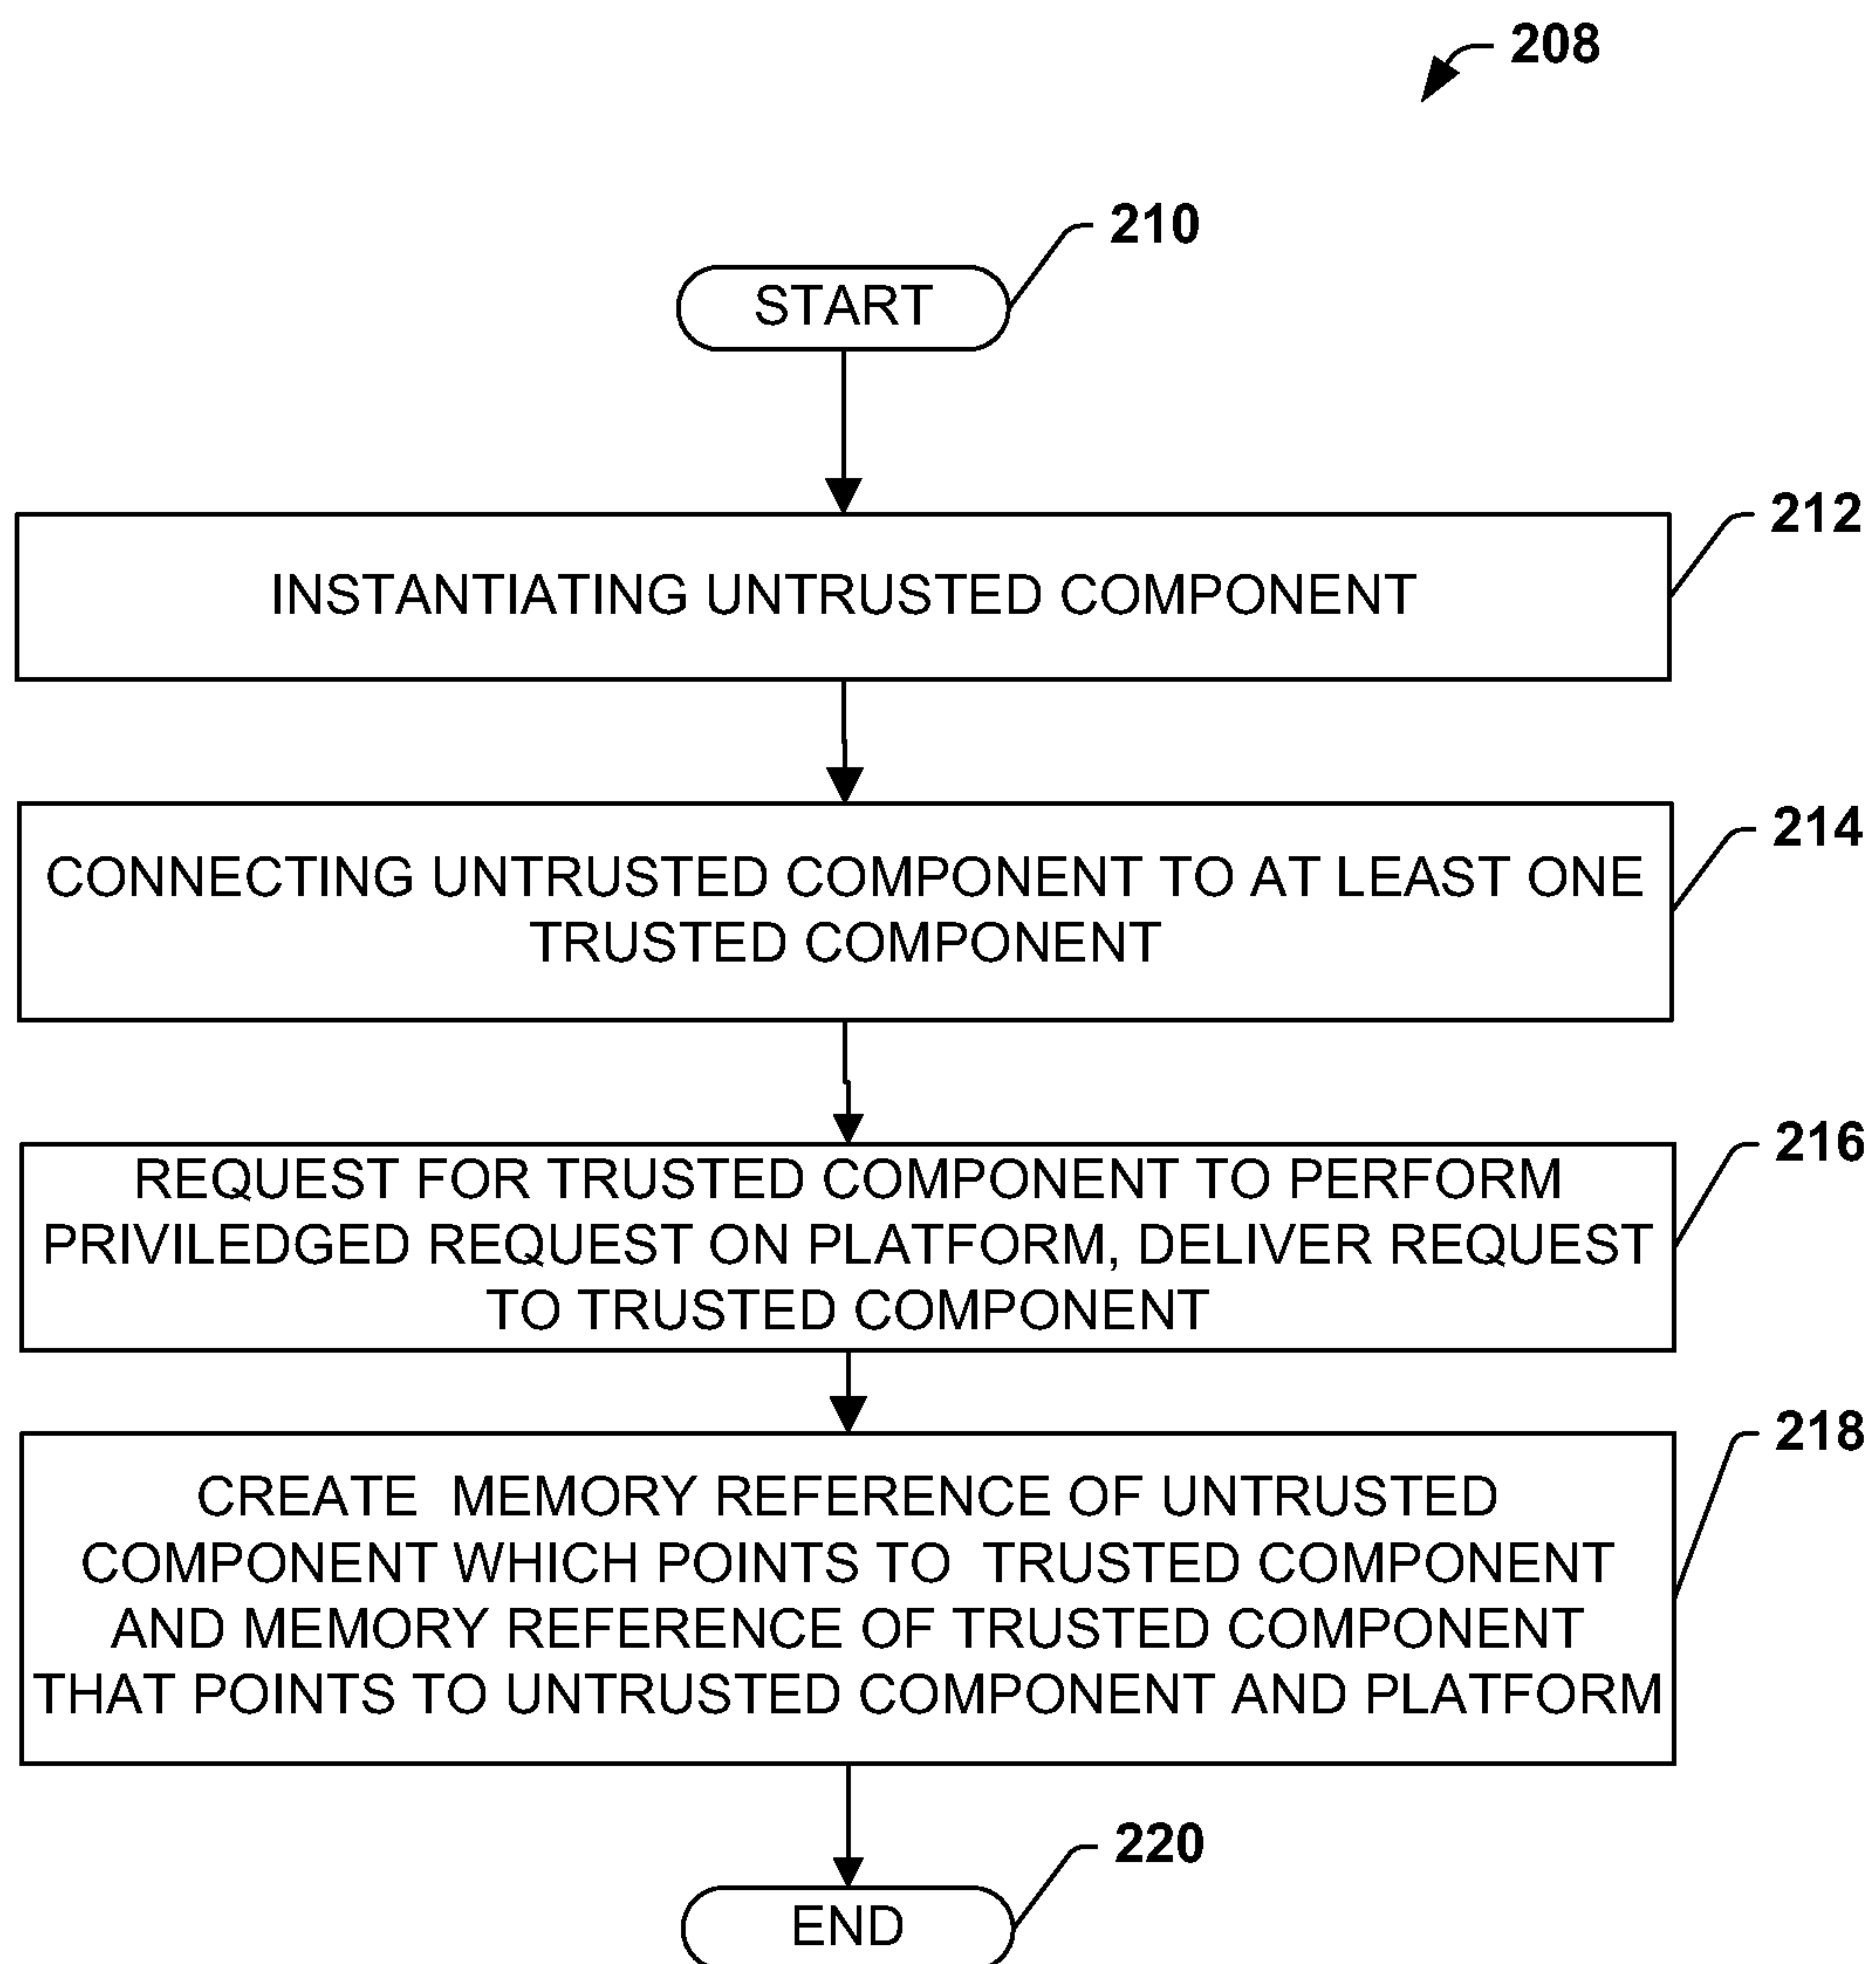 208
210
START
212
INSTANTIATING UNTRUSTED COMPONENT
214
CONNECTING UNTRUSTED COMPONENT TO AT LEAST ONE
TRUSTED COMPONENT
216
REQUEST FOR TRUSTED COMPONENT TO PERFORM
PRIVILEDGED REQUEST ON PLATFORM, DELIVER REQUEST
TO TRUSTED COMPONENT
218
CREATE MEMORY REFERENCE OF UNTRUSTED
COMPONENT WHICH POINTS TO TRUSTED COMPONENT
AND MEMORY REFERENCE OF TRUSTED COMPONENT
THAT POINTS TO UNTRUSTED COMPONENT AND PLATFORM
220
END